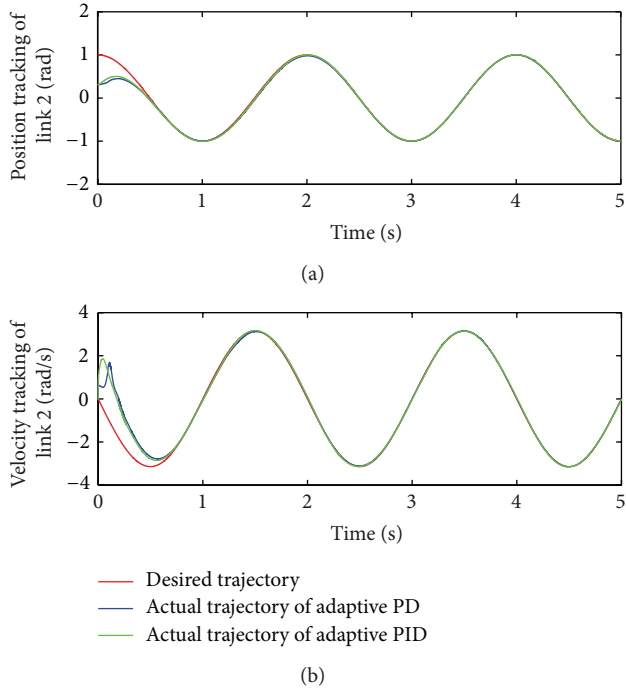 Position tracking of
link 2 (rad)
2
1
0
−1
−2
0 1 2 3 4 5
Time (s)
(a)
Velocity tracking of
link 2 (rad/s)
4
2
0
−2
−4
0 1 2 3 4 5
Time (s)
Desired trajectory
Actual trajectory of adaptive PD
Actual trajectory of adaptive PID
(b)